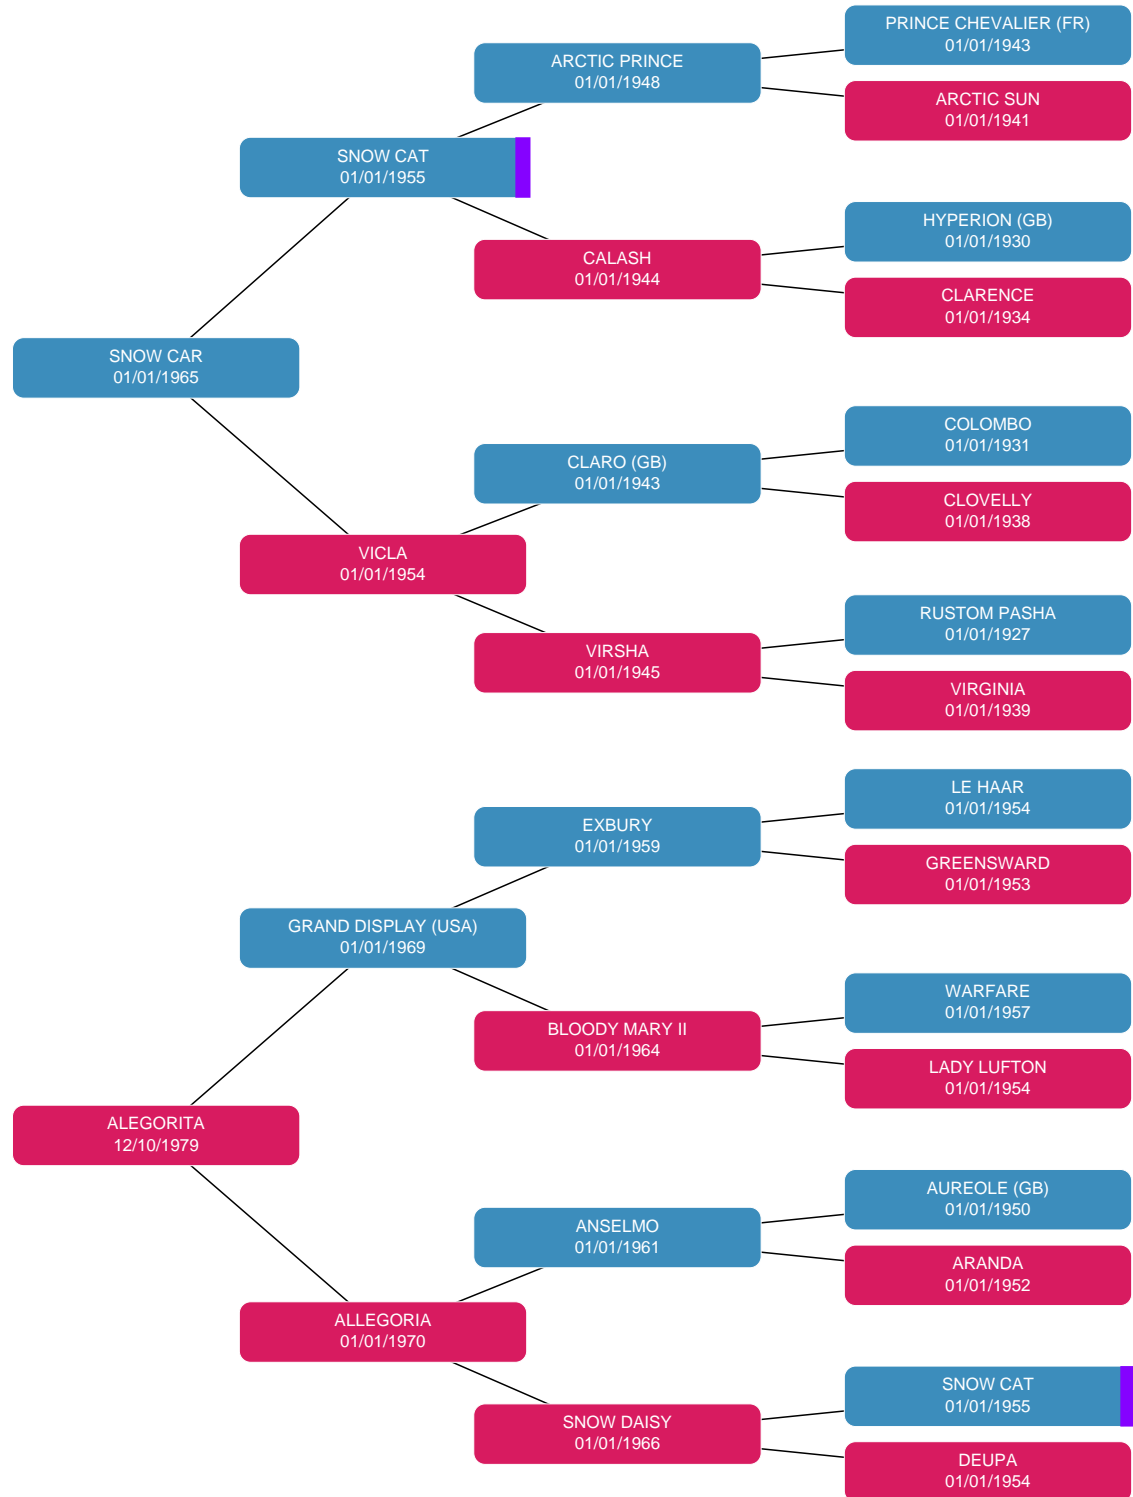 PRINCE CHEVALIER (FR)
01/01/1943
ARCTIC PRINCE
01/01/1948
ARCTIC SUN
01/01/1941
SNOW CAT
01/01/1955
HYPERION (GB)
01/01/1930
CALASH
01/01/1944
CLARENCE
01/01/1934
SNOW CAR
01/01/1965
COLOMBO
01/01/1931
CLARO (GB)
01/01/1943
CLOVELLY
01/01/1938
VICLA
01/01/1954
RUSTOM PASHA
01/01/1927
VIRSHA
01/01/1945
VIRGINIA
01/01/1939
LE HAAR
01/01/1954
EXBURY
01/01/1959
GREENSWARD
01/01/1953
GRAND DISPLAY (USA)
01/01/1969
WARFARE
01/01/1957
BLOODY MARY II
01/01/1964
LADY LUFTON
01/01/1954
ALEGORITA
12/10/1979
AUREOLE (GB)
01/01/1950
ANSELMO
01/01/1961
ARANDA
01/01/1952
ALLEGORIA
01/01/1970
SNOW CAT
01/01/1955
SNOW DAISY
01/01/1966
DEUPA
01/01/1954